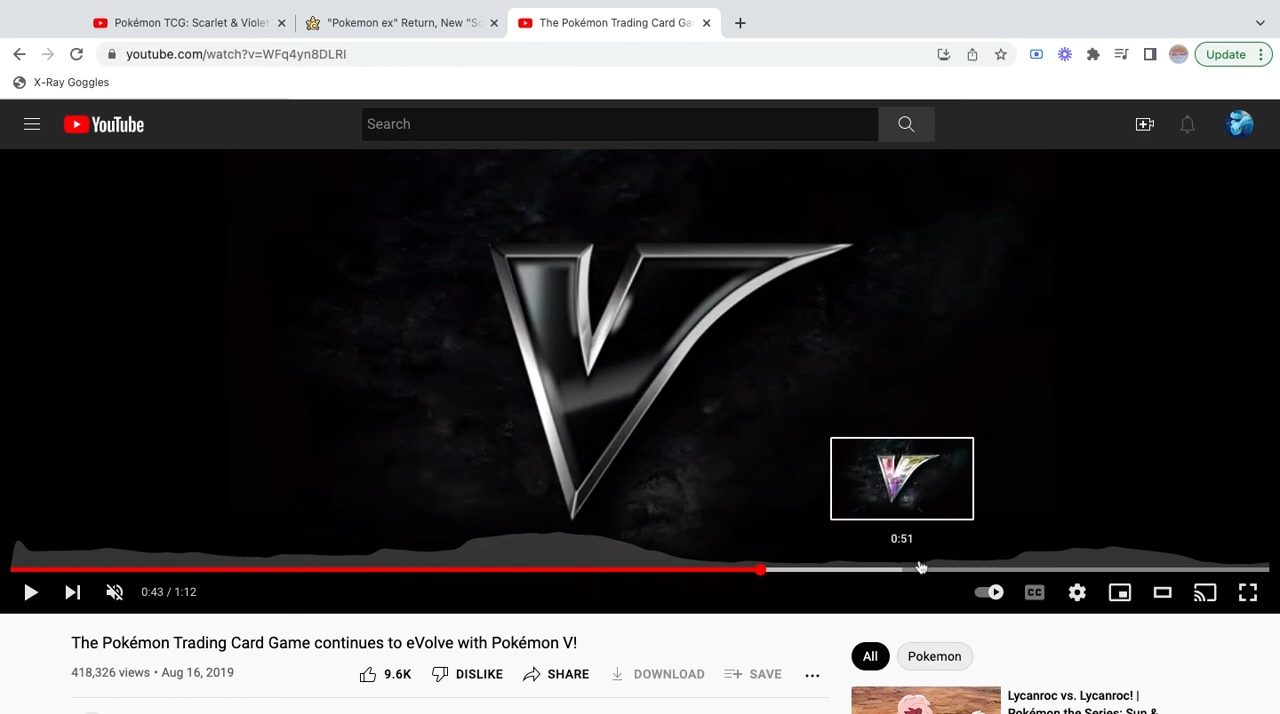 Pokémon TCG: Scarlet & Violet
"Pokemon ex" Return, New "Sc
The Pokémon Trading Card Gar
youtube.com/watch?v=WFq4yn8DLRI
Update
X-Ray Goggles
YouTube
Search
V
0:51
0:43 / 1:12
CC
The Pokémon Trading Card Game continues to eVolve with Pokémon V!
418,326 views • Aug 16, 2019
9.6K
DISLIKE
SHARE
DOWNLOAD
SAVE
All
Pokemon
Lycanroc vs. Lycanroc! |
Pokémon the Series: Sun &